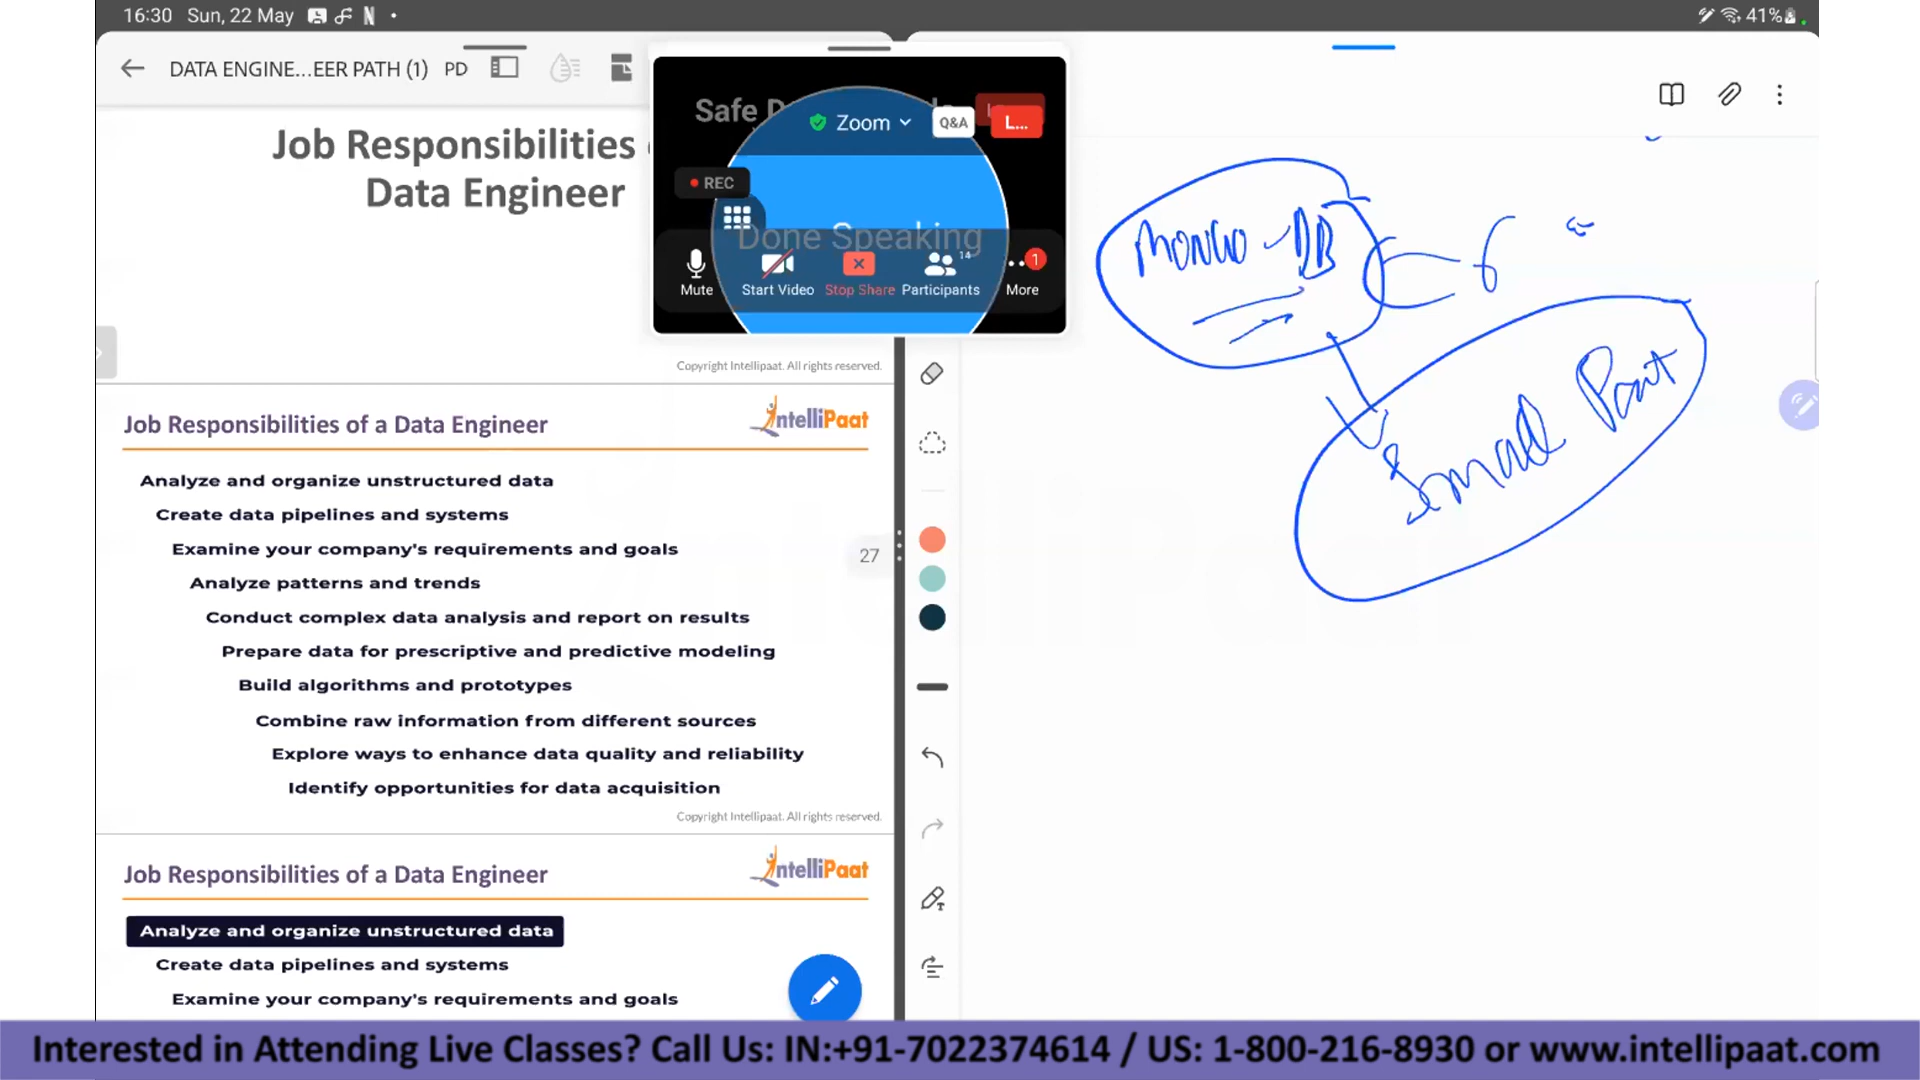 16:30 Sun, 22 May
41%
DATA ENGINE...EER PATH (1) PD
Job Responsibilities
Data Engineer
Safe
Zoom
Q&A
L...
REC
Done Speaking
14
1
Mute Start Video Stop Share Participants More
Copyright Intellipaat. All rights reserved.
Job Responsibilities of a Data Engineer
IntelliPaat
Analyze and organize unstructured data
Create data pipelines and systems
Examine your company's requirements and goals
27
Analyze patterns and trends
Conduct complex data analysis and report on results
Prepare data for prescriptive and predictive modeling
Build algorithms and prototypes
Combine raw information from different sources
Explore ways to enhance data quality and reliability
Identify opportunities for data acquisition
Copyright Intellipaat. All rights reserved.
Job Responsibilities of a Data Engineer
IntelliPaat
Analyze and organize unstructured data
Create data pipelines and systems
Examine your company's requirements and goals
MONGO-DB
Small Part
Interested in Attending Live Classes? Call Us: IN:+91-7022374614 / US: 1-800-216-8930 or www.intellipaat.com